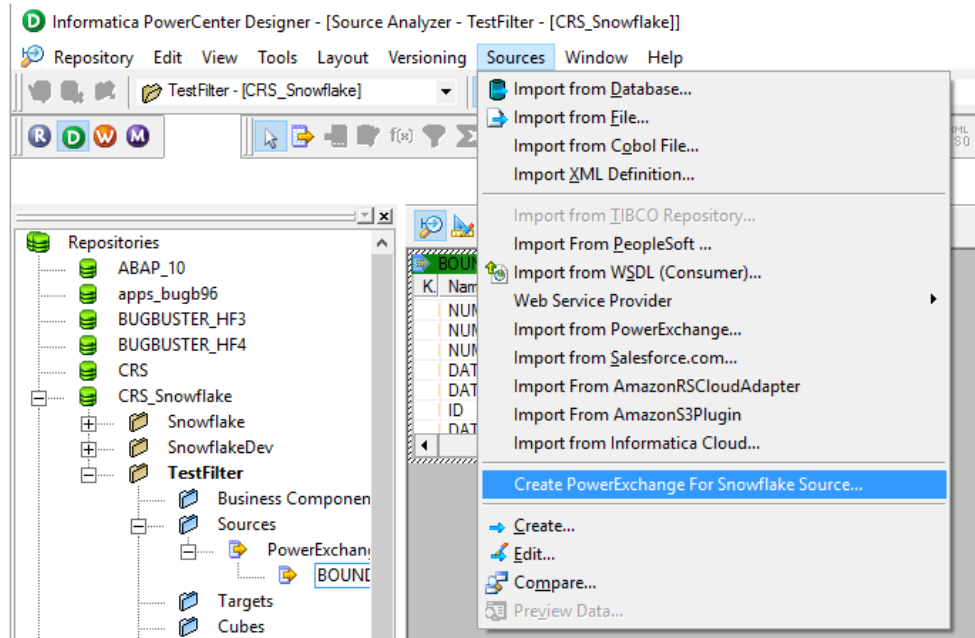 Informatica PowerCenter Designer - [Source Analyzer - TestFilter - [CRS_Snowflake]]
Repository Edit View Tools Layout Versioning Sources Window Help
TestFilter - [CRS_Snowflake]
R D W M f(x)
Import from Database...
Import from File...
Import from Cobol File...
Import XML Definition...
Import from TIBCO Repository...
Import From PeopleSoft ...
Import from WSDL (Consumer)...
Web Service Provider
Import from PowerExchange...
Import from Salesforce.com...
Import From AmazonRSCloudAdapter
Import From AmazonS3Plugin
Import from Informatica Cloud...
Create PowerExchange For Snowflake Source...
Create...
Edit...
Compare...
Preview Data...
Repositories
ABAP_10
apps_bugb96
BUGBUSTER_HF3
BUGBUSTER_HF4
CRS
CRS_Snowflake
Snowflake
SnowflakeDev
TestFilter
Business Componen
Sources
PowerExchan
BOUND
Targets
Cubes
BOUN
K. Nam
NUM
NUM
NUM
DAT
DAT
ID
DAT